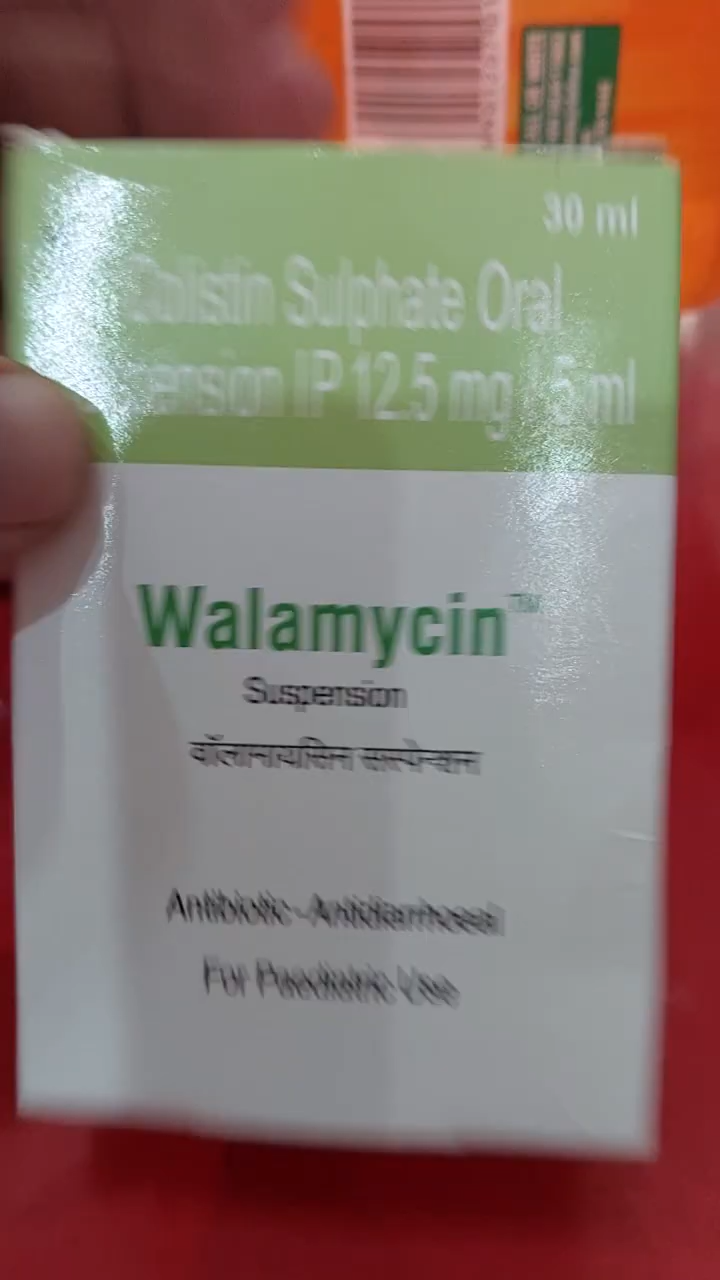 30 ml
Colistin Sulphate Oral
Suspension IP 12.5 mg / 5 ml
Walamycin™
Suspension
वॉलामायसिन सस्पेन्शन
Antibiotic-Antidiarrhoeal
For Paediatric Use